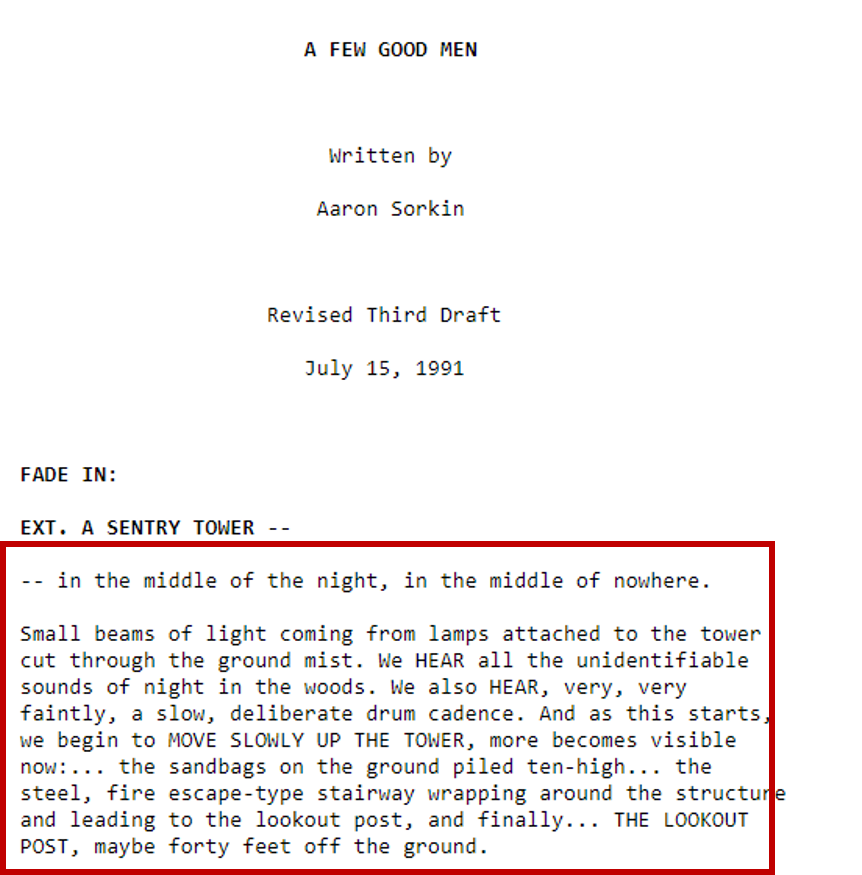 A FEW GOOD MEN
Written by
Aaron Sorkin
Revised Third Draft
July 15, 1991
FADE IN:
EXT. A SENTRY TOWER --
-- in the middle of the night, in the middle of nowhere.
Small beams of light coming from lamps attached to the tower
cut through the ground mist. We HEAR all the unidentifiable
sounds of night in the woods. We also HEAR, very, very
faintly, a slow, deliberate drum cadence. And as this starts,
we begin to MOVE SLOWLY UP THE TOWER, more becomes visible
now:... the sandbags on the ground piled ten-high... the
steel, fire escape-type stairway wrapping around the structure
and leading to the lookout post, and finally... THE LOOKOUT
POST, maybe forty feet off the ground.